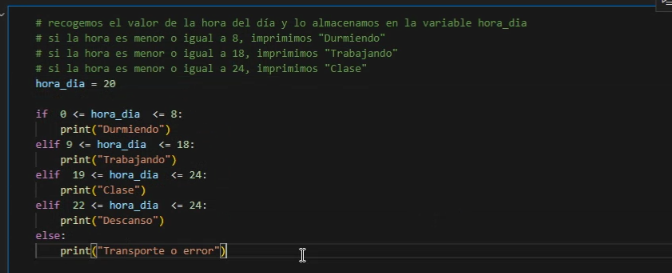 # recogemos el valor de la hora del día y lo almacenamos en la variable hora_dia
# si la hora es menor o igual a 8, imprimimos "Durmiendo"
# si la hora es menor o igual a 18, imprimimos "Trabajando"
# si la hora es menor o igual a 24, imprimimos "Clase"
hora_dia = 20

if  0 <= hora_dia  <= 8:
    print("Durmiendo")
elif 9 <= hora_dia  <= 18:
    print("Trabajando")
elif  19 <= hora_dia  <= 24:
    print("Clase")
elif  22 <= hora_dia  <= 24:
    print("Descanso")
else:
    print("Transporte o error")